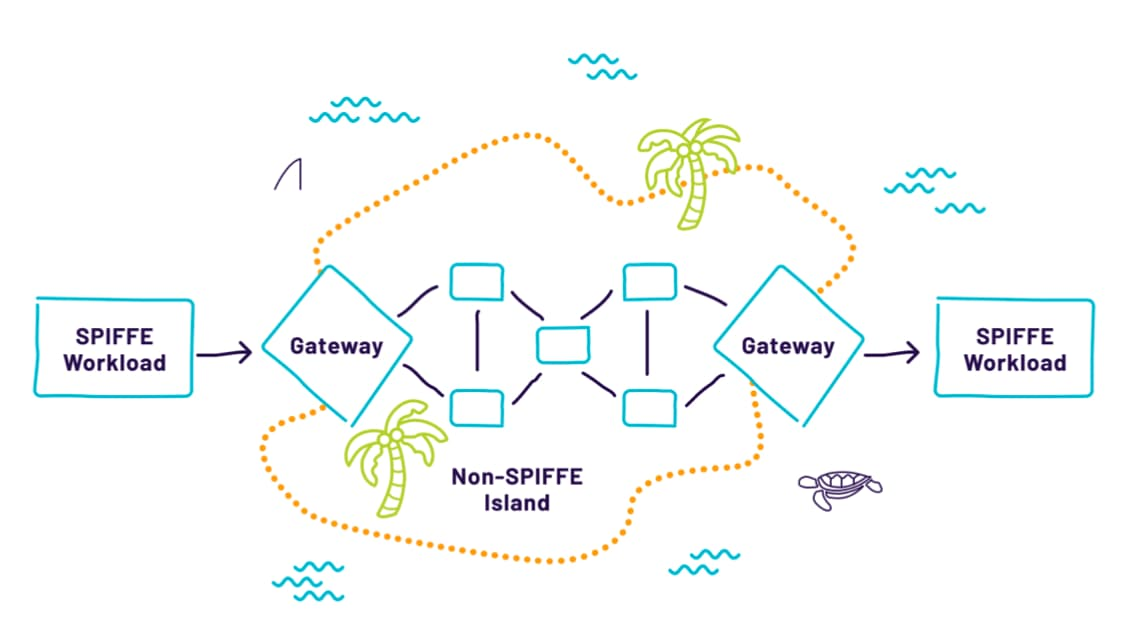 SPIFFE
Workload
Gateway
Gateway
SPIFFE
Workload
Non-SPIFFE
Island